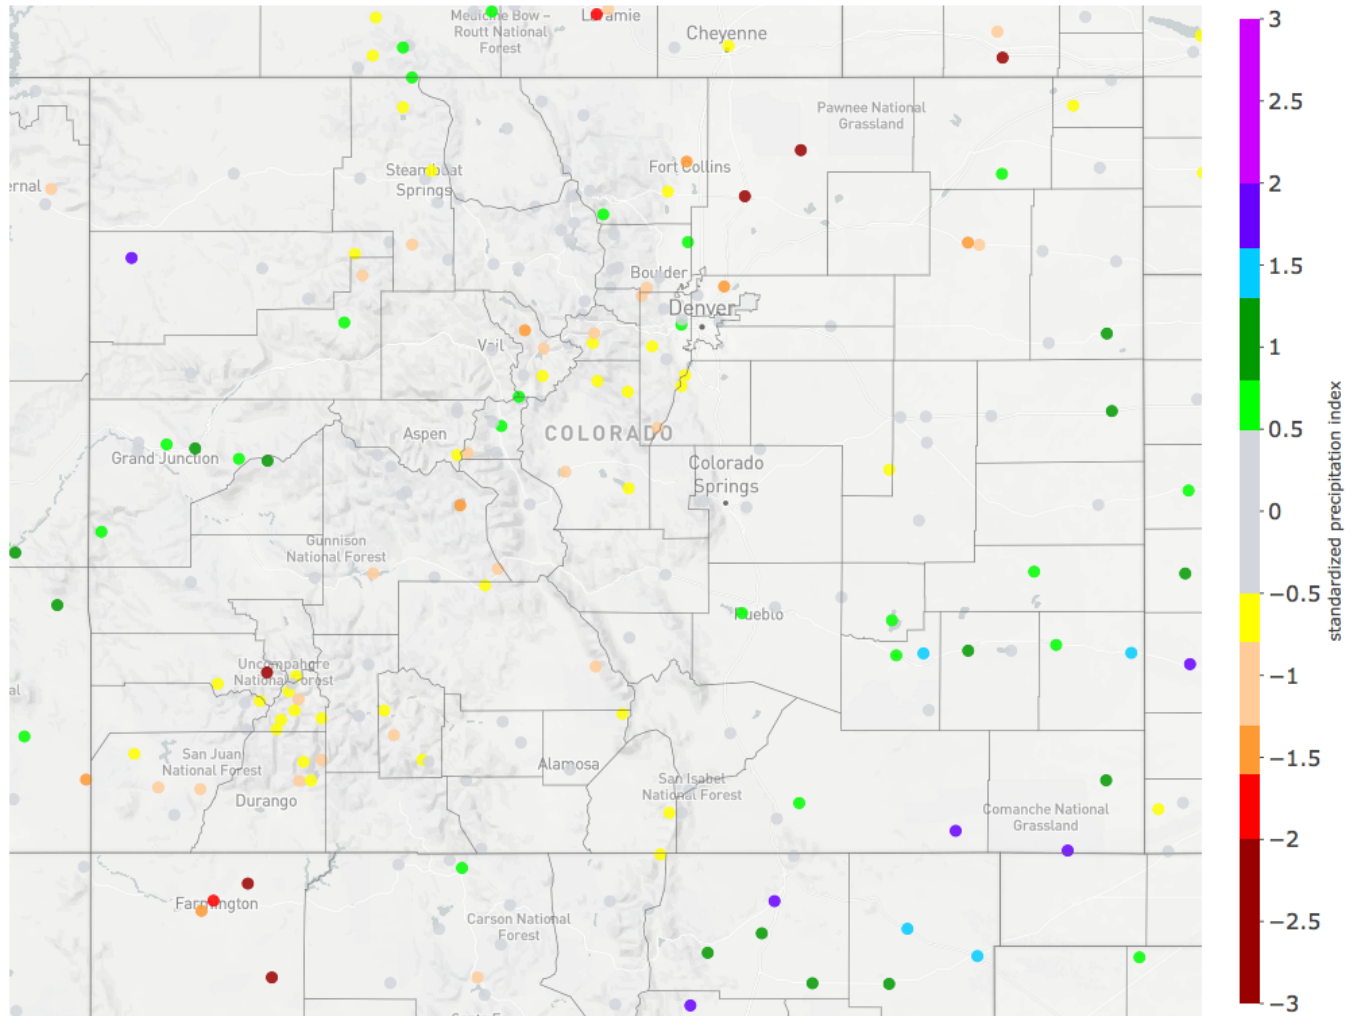 Medicine Bow –
Routt National
Forest
Laramie
Cheyenne
Pawnee National
Grassland
Fort Collins
Steamboat
Springs
ernal
Boulder
Denver
Vail
Aspen
COLORADO
Grand Junction
Colorado
Springs
Gunnison
National Forest
Pueblo
Uncompahgre
National Forest
al
San Juan
National Forest
Alamosa
San Isabel
National Forest
Durango
Comanche National
Grassland
Farmington
Carson National
Forest
3
2.5
2
1.5
1
0.5
0
−0.5
−1
−1.5
−2
−2.5
−3
standardized precipitation index